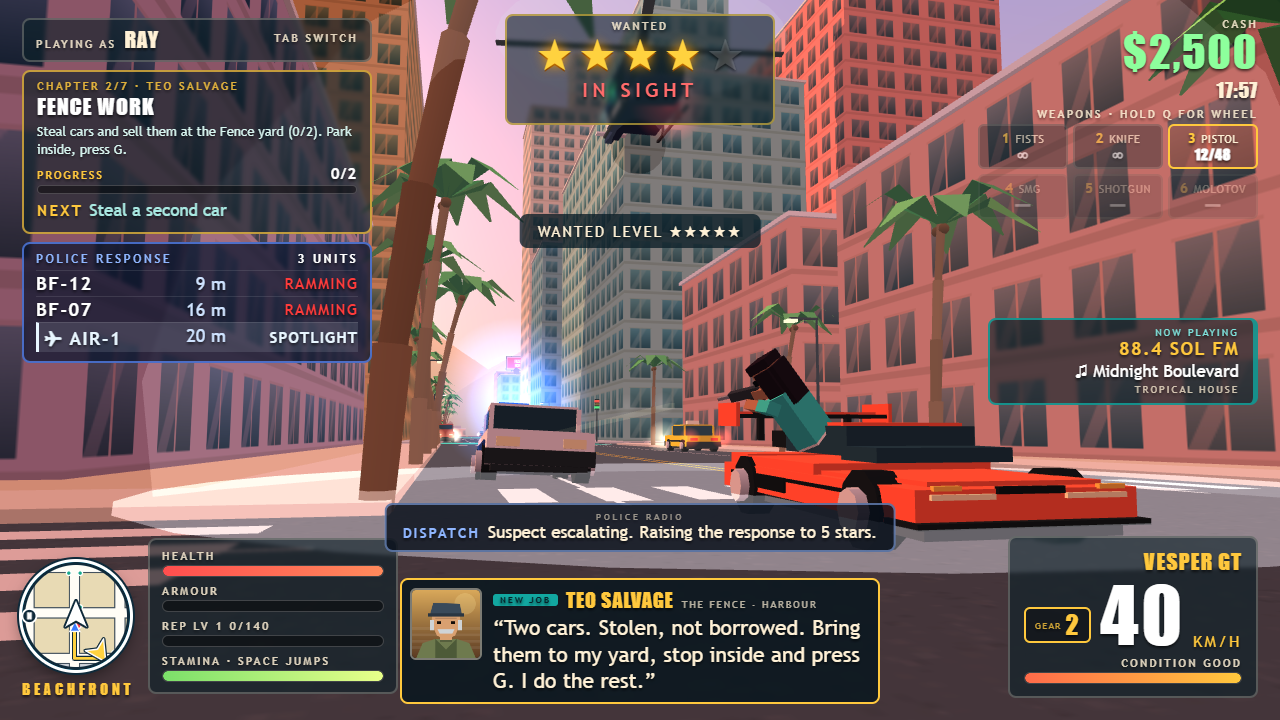 PLAYING AS RAY
TAB SWITCH
CHAPTER 2/7 · TEO SALVAGE
FENCE WORK
Steal cars and sell them at the Fence yard (0/2). Park
inside, press G.
PROGRESS 0/2
NEXT Steal a second car
POLICE RESPONSE 3 UNITS
BF-12 9 m RAMMING
BF-07 16 m RAMMING
AIR-1 20 m SPOTLIGHT
WANTED
IN SIGHT
WANTED LEVEL ★★★★★
CASH
$2,500
17:57
WEAPONS · HOLD Q FOR WHEEL
1 FISTS ∞
2 KNIFE ∞
3 PISTOL 12/48
4 SMG —
5 SHOTGUN —
6 MOLOTOV —
NOW PLAYING
88.4 SOL FM
♫ Midnight Boulevard
TROPICAL HOUSE
POLICE RADIO
DISPATCH Suspect escalating. Raising the response to 5 stars.
HEALTH
ARMOUR
REP LV 1 0/140
STAMINA · SPACE JUMPS
BEACHFRONT
NEW JOB TEO SALVAGE THE FENCE · HARBOUR
“Two cars. Stolen, not borrowed. Bring
them to my yard, stop inside and press
G. I do the rest.”
VESPER GT
GEAR 2 40 KM/H
CONDITION GOOD